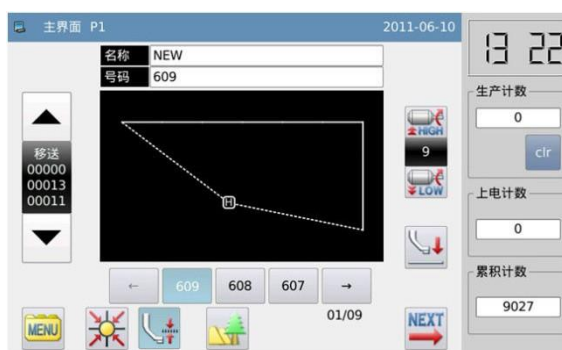 主界面 P1
2011-06-10
名称 NEW
号码 609
移送
00000
00013
00011
H
HIGH
9
LOW
← 609 608 607 →
01/09
MENU
NEXT
13 22
生产计数
0
clr
上电计数
0
累积计数
9027